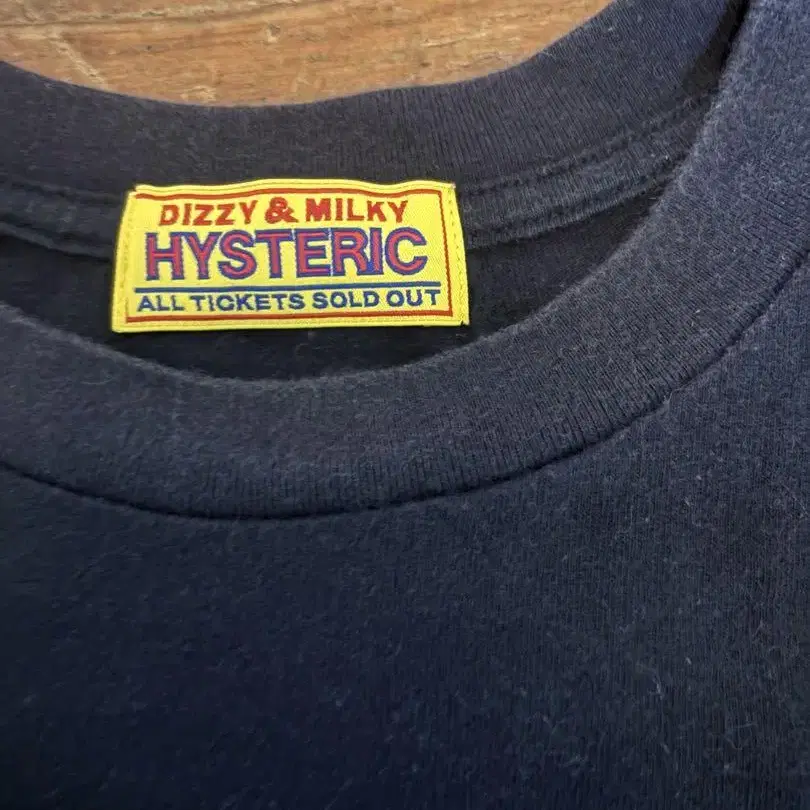 DIZZY & MILKY
HYSTERIC
ALL TICKETS SOLD OUT